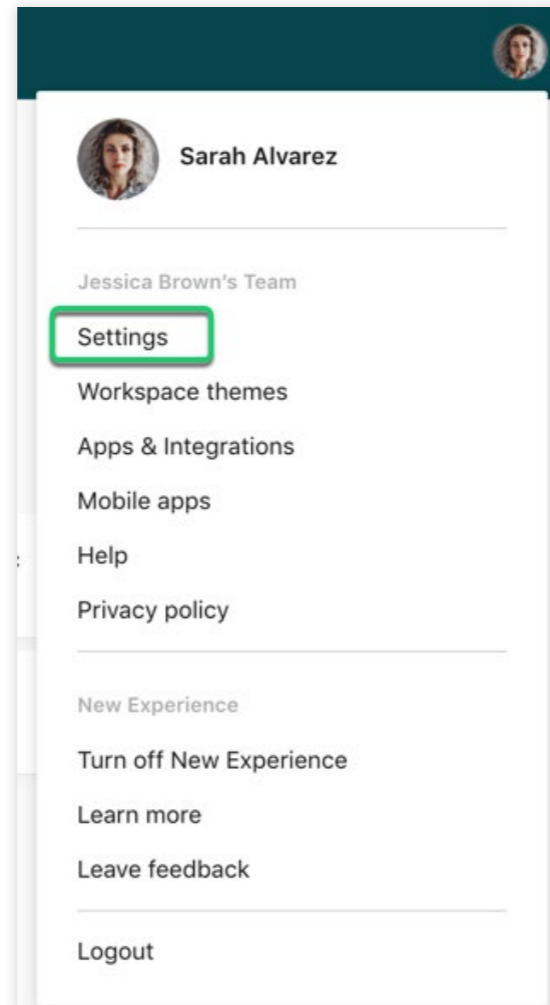 Sarah Alvarez
Jessica Brown's Team
Settings
Workspace themes
Apps & Integrations
Mobile apps
Help
Privacy policy
New Experience
Turn off New Experience
Learn more
Leave feedback
Logout